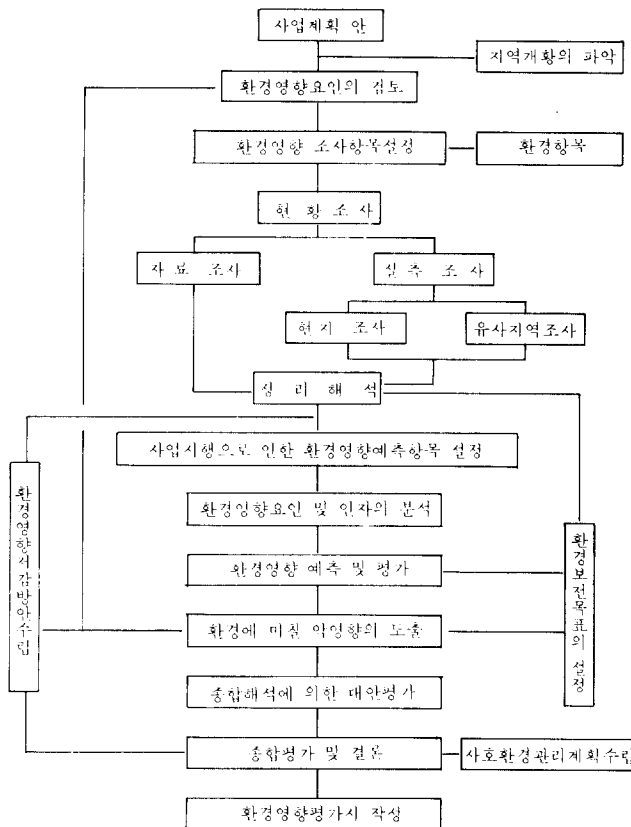 사업계획 안
지역개황의 파악
환경영향요인의 검토
환경영향 조사항목설정
환경항목
현 황 조 사
자 료 조 사
실 측 조 사
현 지 조 사
유사지역조사
정 리 해 석
사업시행으로 인한 환경영향예측항목 설정
환경영향요인 및 인자의 분석
환경영향 예측 및 평가
환경에 미칠 악영향의 도출
종합해석에 의한 대안평가
종합평가 및 결론
사후환경관리계획수립
환경영향평가서 작성
환경영향저감방안수립
환경보전목표의 설정